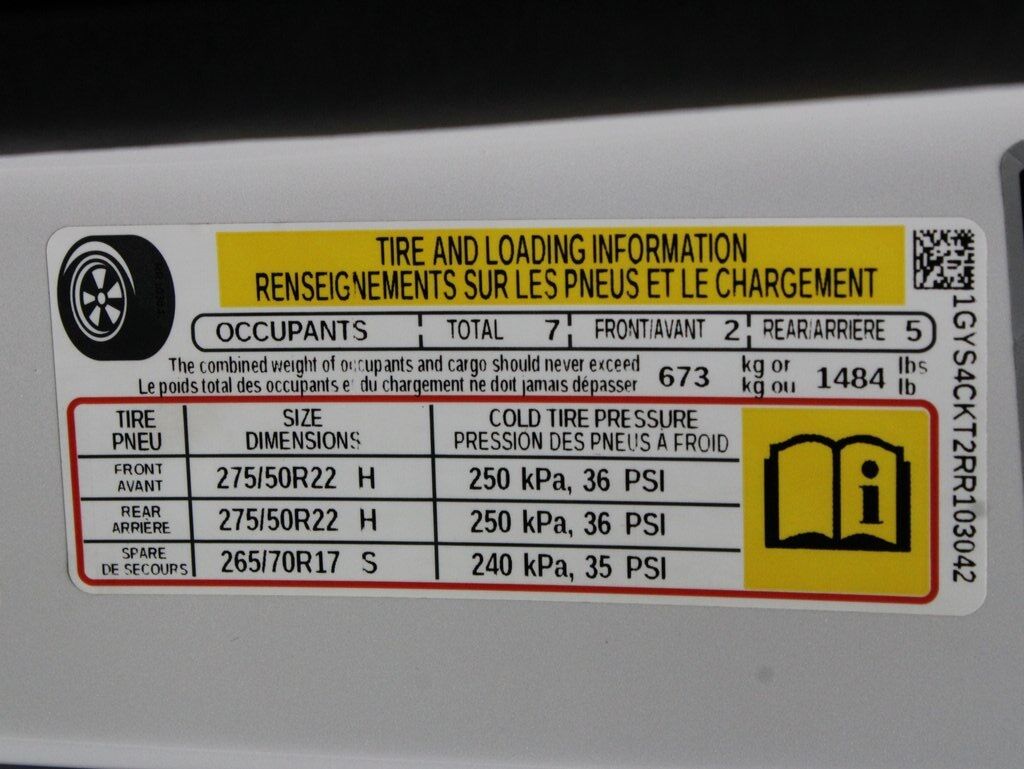 TIRE AND LOADING INFORMATION
RENSEIGNEMENTS SUR LES PNEUS ET LE CHARGEMENT
OCCUPANTS TOTAL 7 FRONT/AVANT 2 REAR/ARRIÈRE 5
The combined weight of occupants and cargo should never exceed 673 kg or 1484 lbs
Le poids total des occupants et du chargement ne doit jamais dépasser kg ou lb
TIRE SIZE COLD TIRE PRESSURE
PNEU DIMENSIONS PRESSION DES PNEUS A FROID
FRONT
AVANT 275/50R22 H 250 kPa, 36 PSI
REAR
ARRIÈRE 275/50R22 H 250 kPa, 36 PSI
SPARE
DE SECOURS 265/70R17 S 240 kPa, 35 PSI
i
1GYS4CKT2RR103042